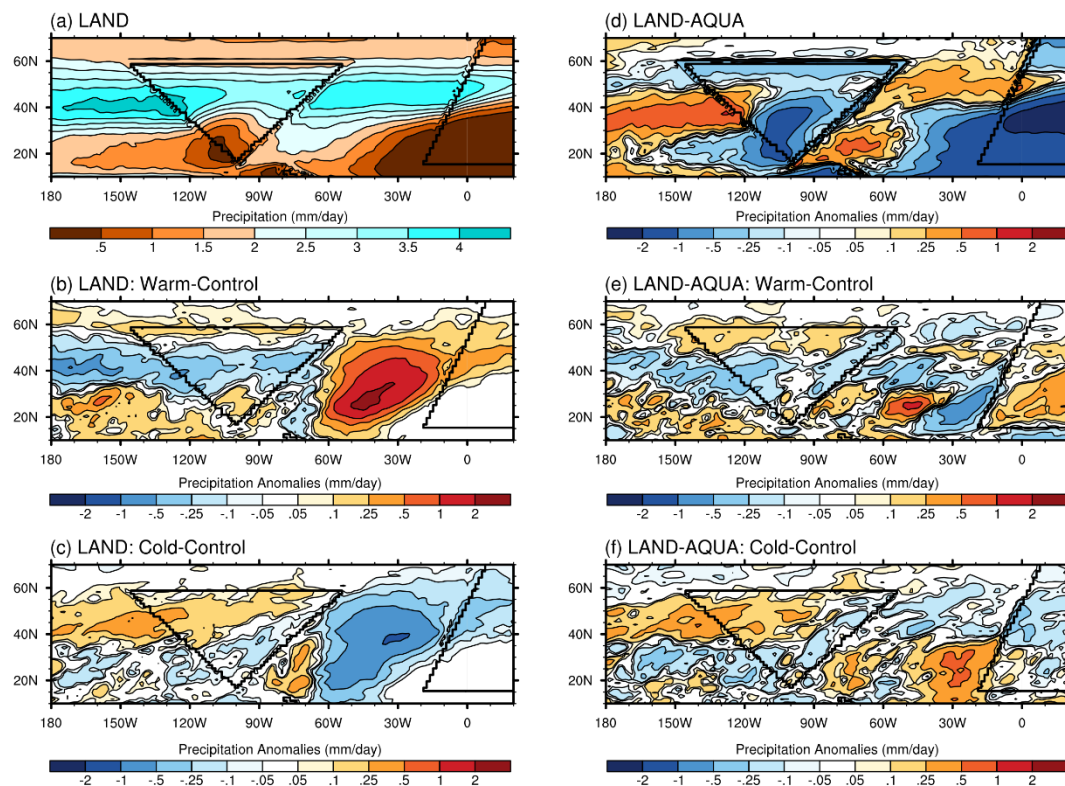 (a) LAND
60N
40N
20N
180 150W 120W 90W 60W 30W 0
Precipitation (mm/day)
.5 1 1.5 2 2.5 3 3.5 4
(b) LAND: Warm-Control
60N
40N
20N
180 150W 120W 90W 60W 30W 0
Precipitation Anomalies (mm/day)
-2 -1 -.5 -.25 -.1 -.05 .05 .1 .25 .5 1 2
(c) LAND: Cold-Control
60N
40N
20N
180 150W 120W 90W 60W 30W 0
Precipitation Anomalies (mm/day)
-2 -1 -.5 -.25 -.1 -.05 .05 .1 .25 .5 1 2
(d) LAND-AQUA
60N
40N
20N
180 150W 120W 90W 60W 30W 0
Precipitation Anomalies (mm/day)
-2 -1 -.5 -.25 -.1 -.05 .05 .1 .25 .5 1 2
(e) LAND-AQUA: Warm-Control
60N
40N
20N
180 150W 120W 90W 60W 30W 0
Precipitation Anomalies (mm/day)
-2 -1 -.5 -.25 -.1 -.05 .05 .1 .25 .5 1 2
(f) LAND-AQUA: Cold-Control
60N
40N
20N
180 150W 120W 90W 60W 30W 0
Precipitation Anomalies (mm/day)
-2 -1 -.5 -.25 -.1 -.05 .05 .1 .25 .5 1 2